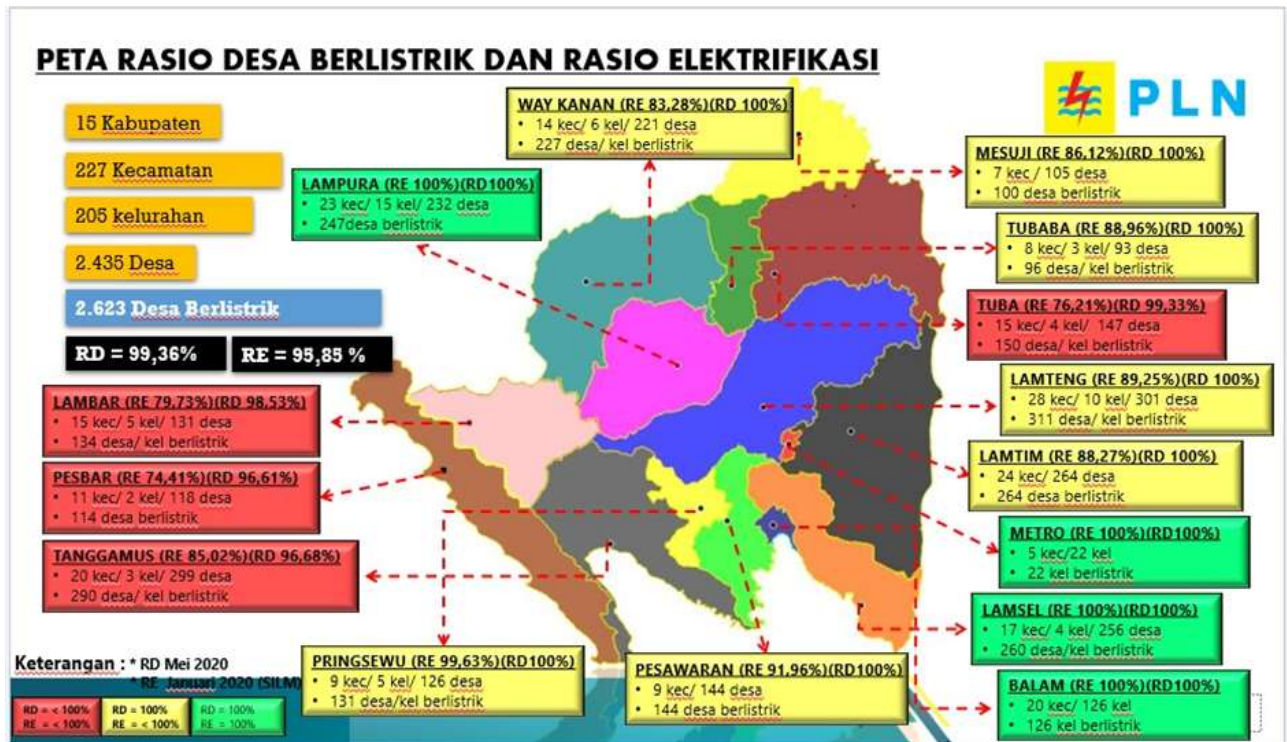 PETA RASIO DESA BERLISTRIK DAN RASIO ELEKTRIFIKASI
PLN
15 Kabupaten
227 Kecamatan
205 kelurahan
2.435 Desa
2.623 Desa Berlistrik
RD = 99,36%
RE = 95,85 %
WAY KANAN (RE 83,28%)(RD 100%)
• 14 kec/ 6 kel/ 221 desa
• 227 desa/ kel berlistrik
LAMPURA (RE 100%)(RD100%)
• 23 kec/ 15 kel/ 232 desa
• 247desa berlistrik
MESUJI (RE 86,12%)(RD 100%)
• 7 kec / 105 desa
• 100 desa berlistrik
TUBABA (RE 88,96%)(RD 100%)
• 8 kec/ 3 kel/ 93 desa
• 96 desa/ kel berlistrik
TUBA (RE 76,21%)(RD 99,33%)
• 15 kec/ 4 kel/ 147 desa
• 150 desa/ kel berlistrik
LAMTENG (RE 89,25%)(RD 100%)
• 28 kec/ 10 kel/ 301 desa
• 311 desa/ kel berlistrik
LAMTIM (RE 88,27%)(RD 100%)
• 24 kec/ 264 desa
• 264 desa berlistrik
METRO (RE 100%)(RD100%)
• 5 kec/22 kel
• 22 kel berlistrik
LAMSEL (RE 100%)(RD100%)
• 17 kec/ 4 kel/ 256 desa
• 260 desa/kel berlistrik
BALAM (RE 100%)(RD100%)
• 20 kec/ 126 kel
• 126 kel berlistrik
LAMBAR (RE 79,73%)(RD 98,53%)
• 15 kec/ 5 kel/ 131 desa
• 134 desa/ kel berlistrik
PESBAR (RE 74,41%)(RD 96,61%)
• 11 kec/ 2 kel/ 118 desa
• 114 desa berlistrik
TANGGAMUS (RE 85,02%)(RD 96,68%)
• 20 kec/ 3 kel/ 299 desa
• 290 desa/ kel berlistrik
PRINGSEWU (RE 99,63%)(RD100%)
• 9 kec/ 5 kel/ 126 desa
• 131 desa/kel berlistrik
PESAWARAN (RE 91,96%)(RD100%)
• 9 kec/ 144 desa
• 144 desa berlistrik
Keterangan : * RD Mei 2020
* RE Januari 2020 (SILM)
RD = < 100%
RE = < 100%
RD = 100%
RE = < 100%
RD = 100%
RE = 100%